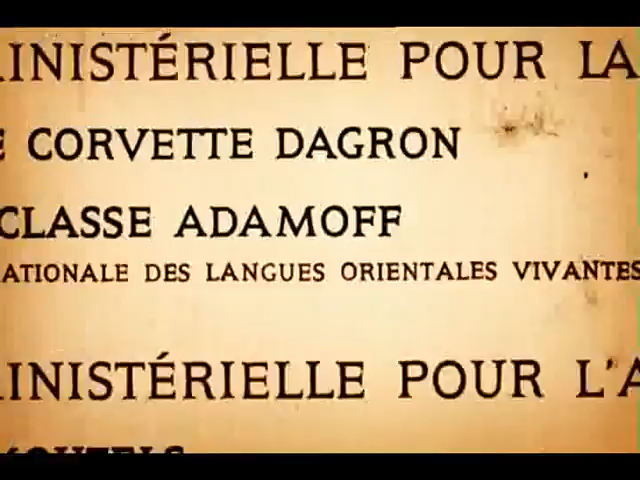 INISTÉRIELLE POUR LA
E CORVETTE DAGRON
CLASSE ADAMOFF
ATIONALE DES LANGUES ORIENTALES VIVANTES
INISTÉRIELLE POUR L'A